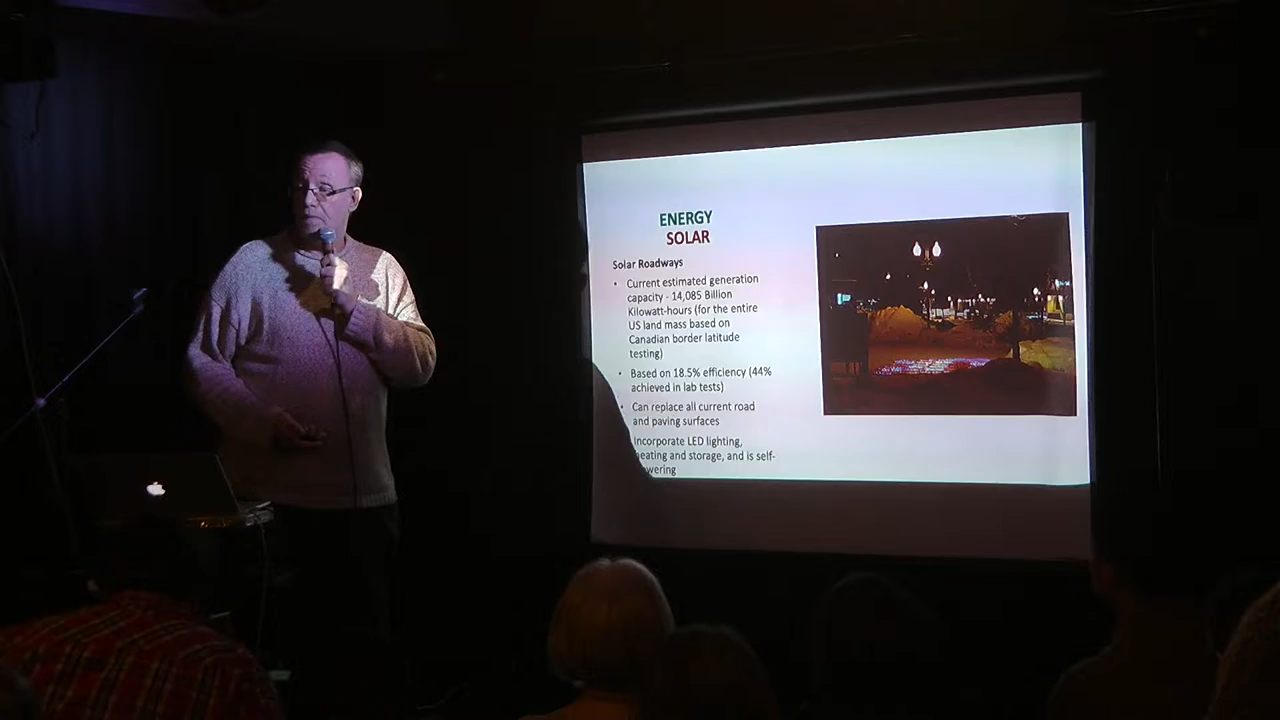 ENERGY
SOLAR
Solar Roadways
• Current estimated generation
capacity - 14,085 Billion
Kilowatt-hours (for the entire
US land mass based on
Canadian border latitude
testing)
• Based on 18.5% efficiency (44%
achieved in lab tests)
• Can replace all current road
and paving surfaces
Incorporate LED lighting,
eating and storage, and is self-
wering